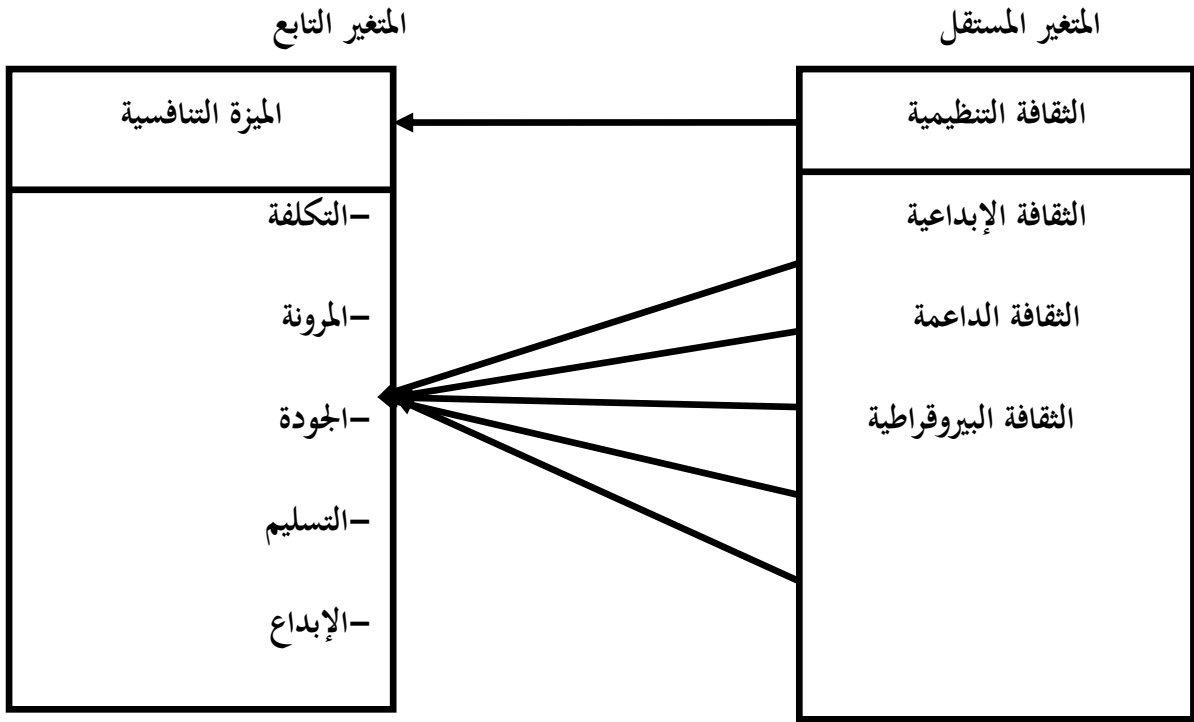 المتغير المستقل
المتغير التابع
الثقافة التنظيمية
الثقافة الإبداعية
الثقافة الداعمة
الثقافة البيروقراطية
الميزة التنافسية
-التكلفة
-المرونة
-الجودة
-التسليم
-الإبداع